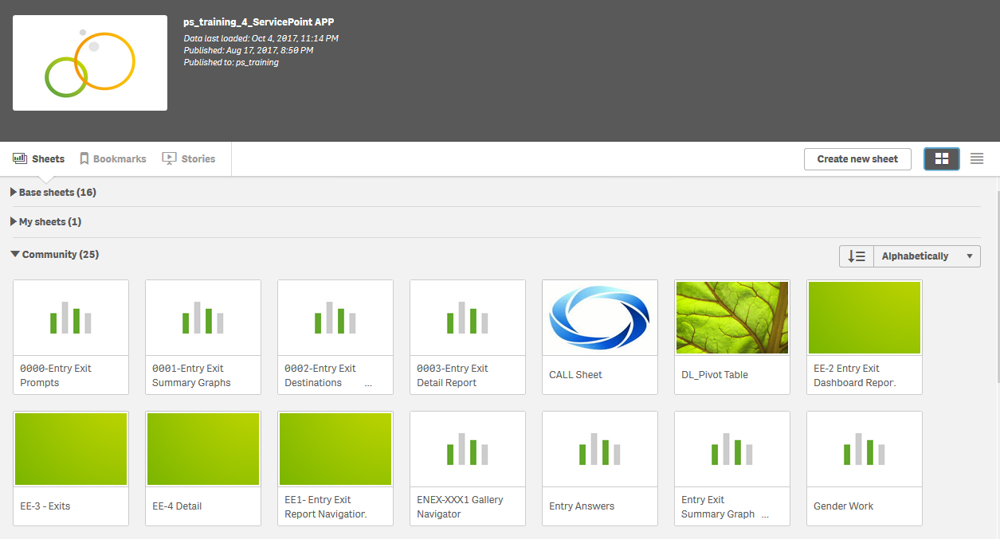 ps_training_4_ServicePoint APP
Data last loaded: Oct 4, 2017, 11:14 PM
Published: Aug 17, 2017, 8:50 PM
Published to: ps_training
Sheets
Bookmarks
Stories
Create new sheet
Base sheets (16)
My sheets (1)
Community (25)
Alphabetically
0000-Entry Exit
Prompts
0001-Entry Exit
Summary Graphs
0002-Entry Exit
Destinations ...
0003-Entry Exit
Detail Report
CALL Sheet
DL_Pivot Table
EE-2 Entry Exit
Dashboard Repor.
EE-3 - Exits
EE-4 Detail
EE1- Entry Exit
Report Navigatior.
ENEX-XXX1 Gallery
Navigator
Entry Answers
Entry Exit
Summary Graph ...
Gender Work